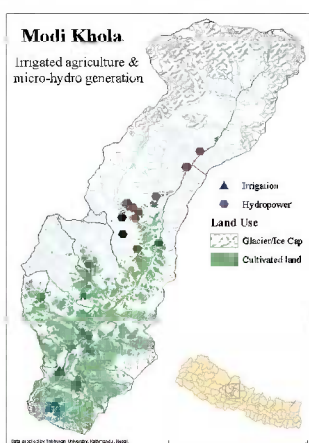 Modi Khola
Irrigated agriculture &
micro-hydro generation
Irrigation
Hydropower
Land Use
Glacier/Ice Cap
Cultivated land